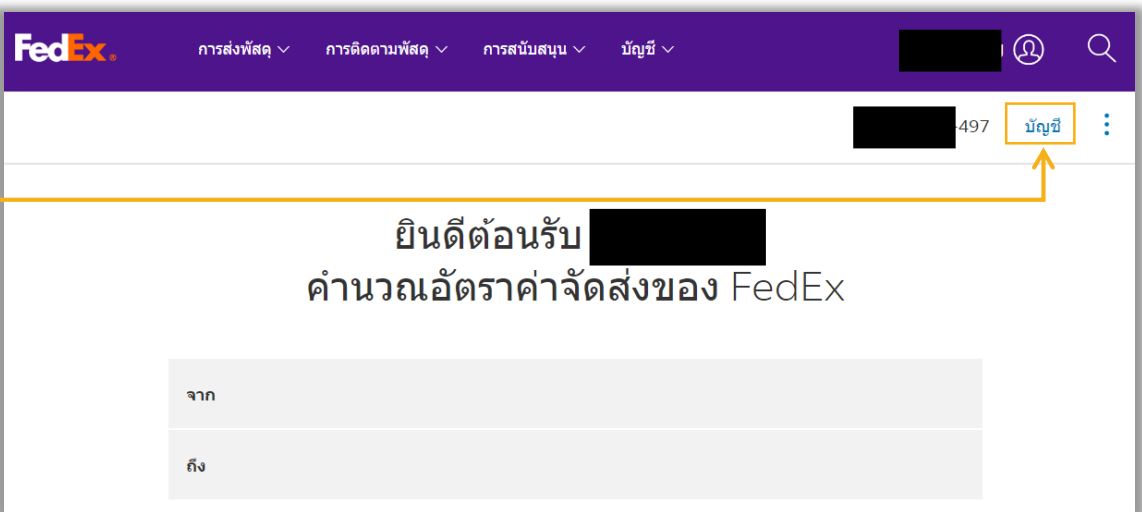 FedEx® การส่งพัสดุ การติดตามพัสดุ การสนับสนุน บัญชี
497 บัญชี
ยินดีต้อนรับ
คำนวณอัตราค่าจัดส่งของ FedEx
จาก
ถึง